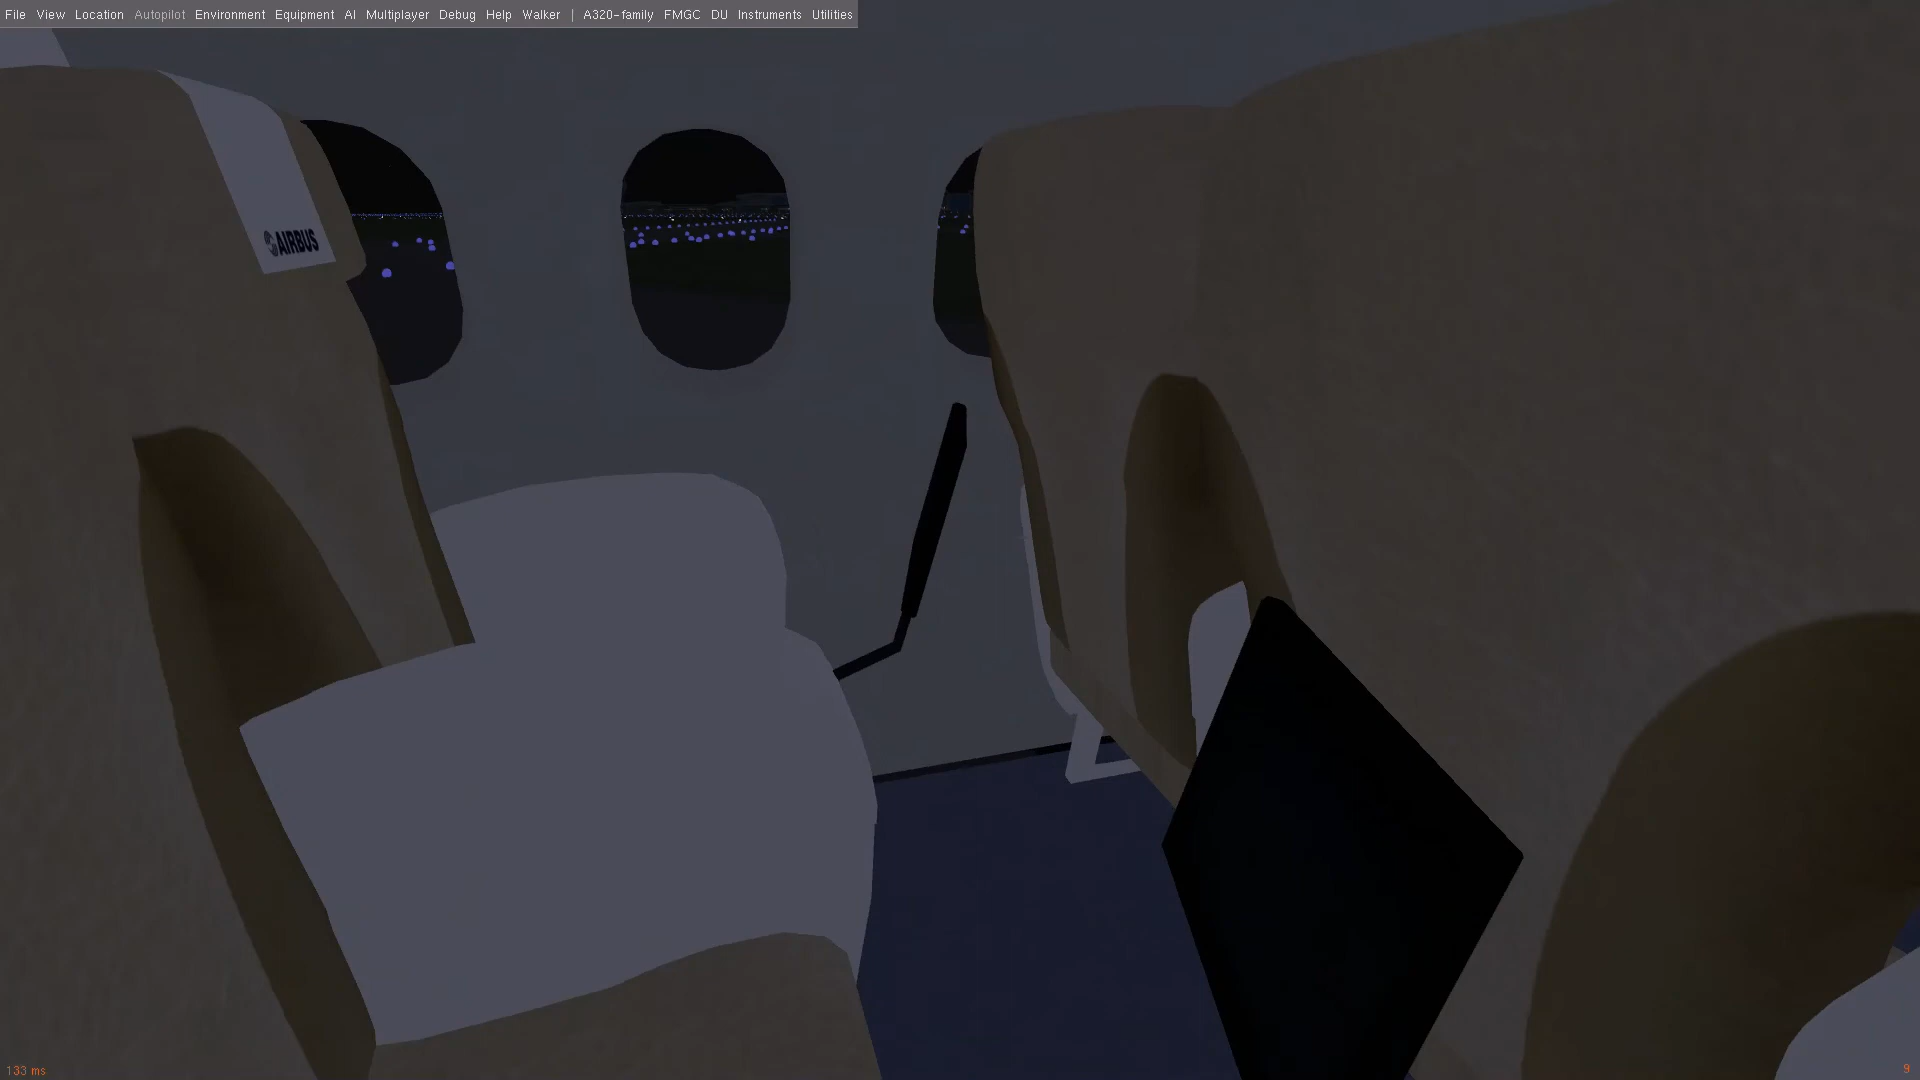 File View Location Autopilot Environment Equipment AI Multiplayer Debug Help Walker | A320-family FMGC DU Instruments Utilities
AIRBUS
133 ms
9